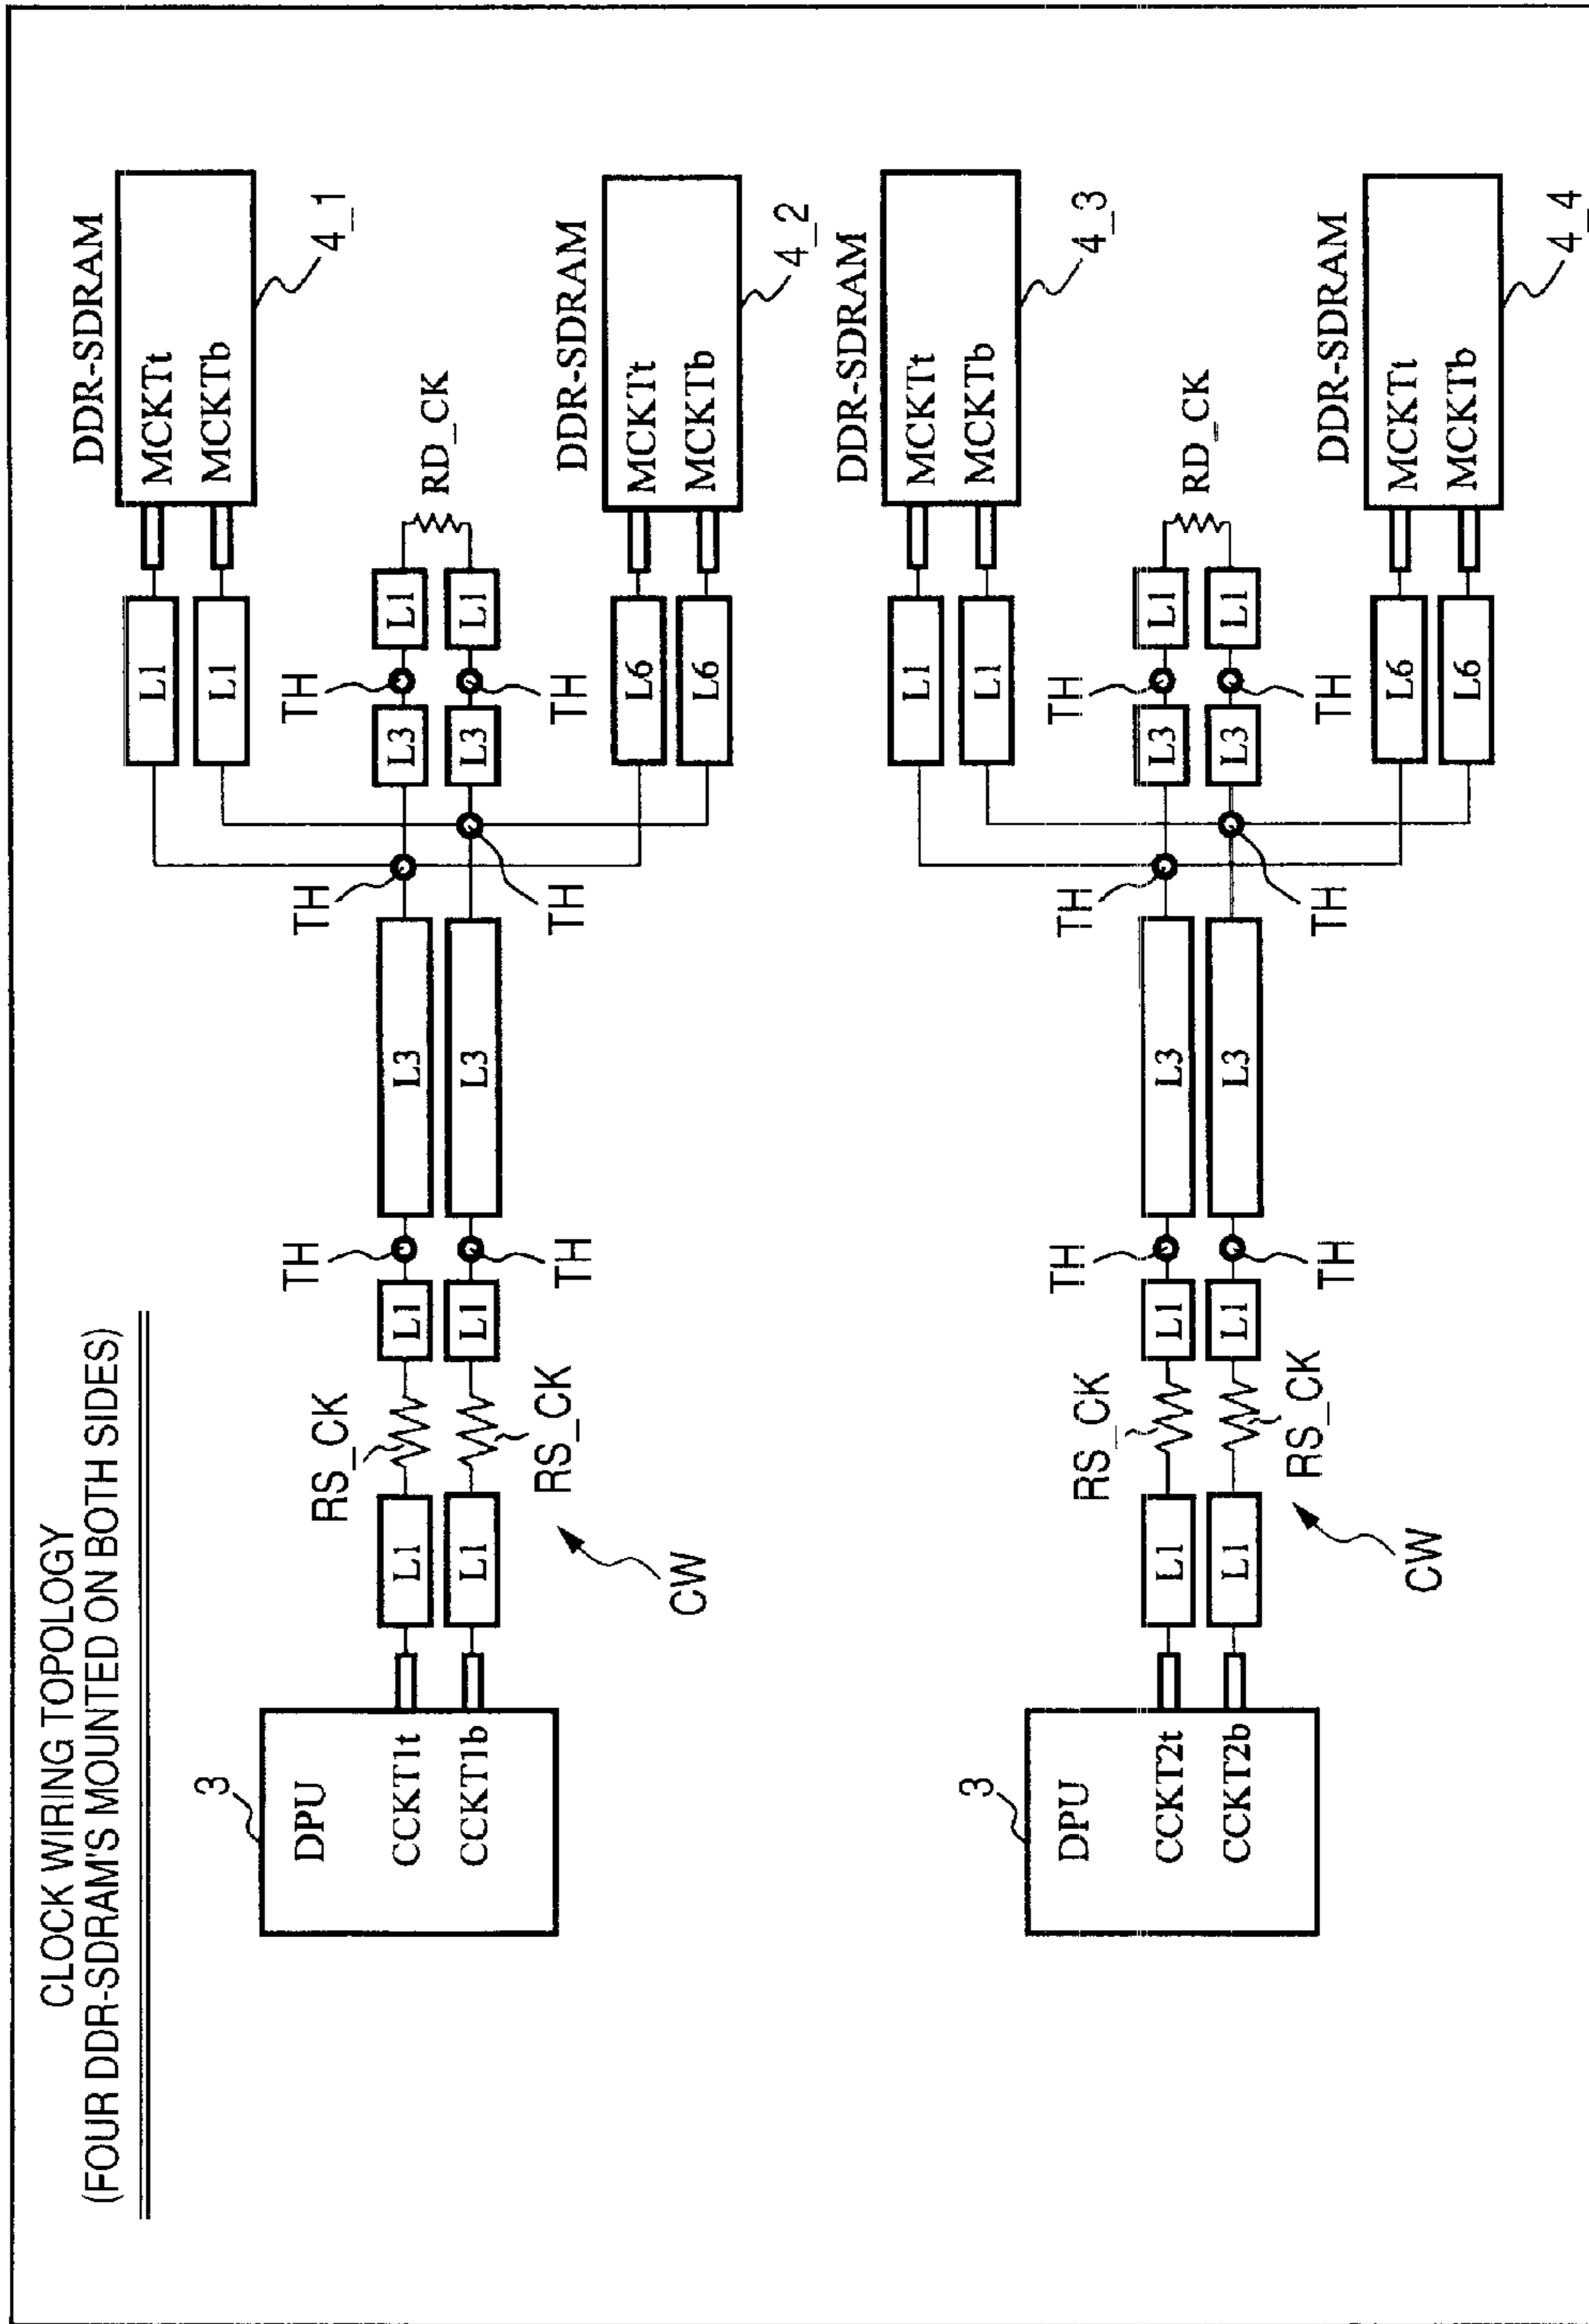 CLOCK WIRING TOPOLOGY
(FOUR DDR-SDRAM'S MOUNTED ON BOTH SIDES)
3
DPU
CCKT1t
CCKT1b
L1
L1
RS_CK
RS_CK
CW
L1
L1
TH
TH
L3
L3
TH
TH
L3
L3
TH
TH
L1
L1
RD_CK
L1
L1
DDR-SDRAM
MCKTt
MCKTb
4_1
L6
L6
DDR-SDRAM
MCKTt
MCKTb
4_2
3
DPU
CCKT2t
CCKT2b
L1
L1
RS_CK
RS_CK
CW
L1
L1
TH
TH
L3
L3
TH
TH
L3
L3
TH
TH
L1
L1
RD_CK
L1
L1
DDR-SDRAM
MCKTt
MCKTb
4_3
L6
L6
DDR-SDRAM
MCKTt
MCKTb
4_4